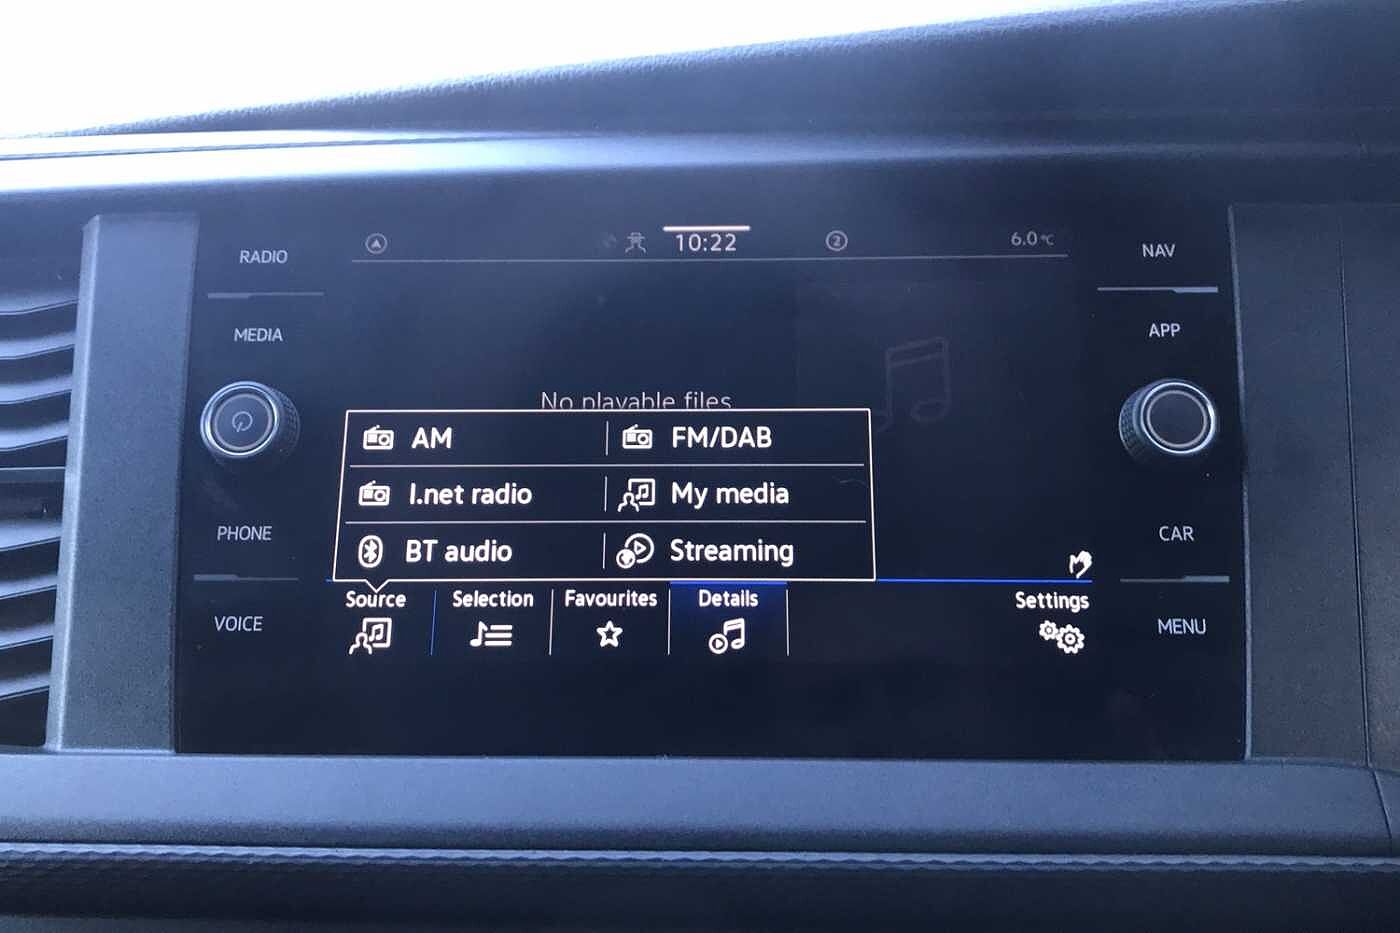 RADIO
MEDIA
PHONE
VOICE
10:22
2
6.0°C
No playable files
AM
FM/DAB
I.net radio
My media
BT audio
Streaming
Source
Selection
Favourites
Details
Settings
NAV
APP
CAR
MENU